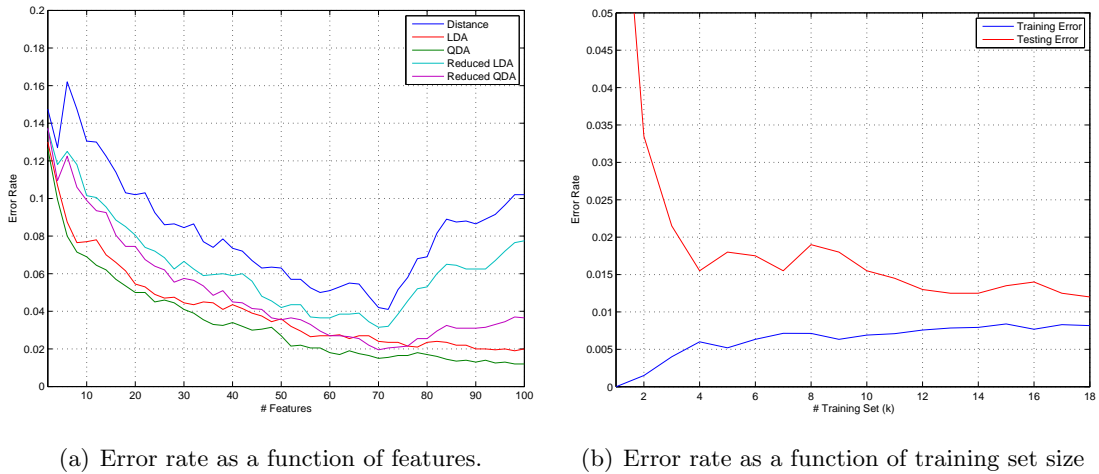 0.2
0.18
0.16
0.14
0.12
0.1
0.08
0.06
0.04
0.02
0
Error Rate
10 20 30 40 50 60 70 80 90 100
# Features
Distance
LDA
QDA
Reduced LDA
Reduced QDA
(a) Error rate as a function of features.
0.05
0.045
0.04
0.035
0.03
0.025
0.02
0.015
0.01
0.005
0
Error Rate
2 4 6 8 10 12 14 16 18
# Training Set (k)
Training Error
Testing Error
(b) Error rate as a function of training set size